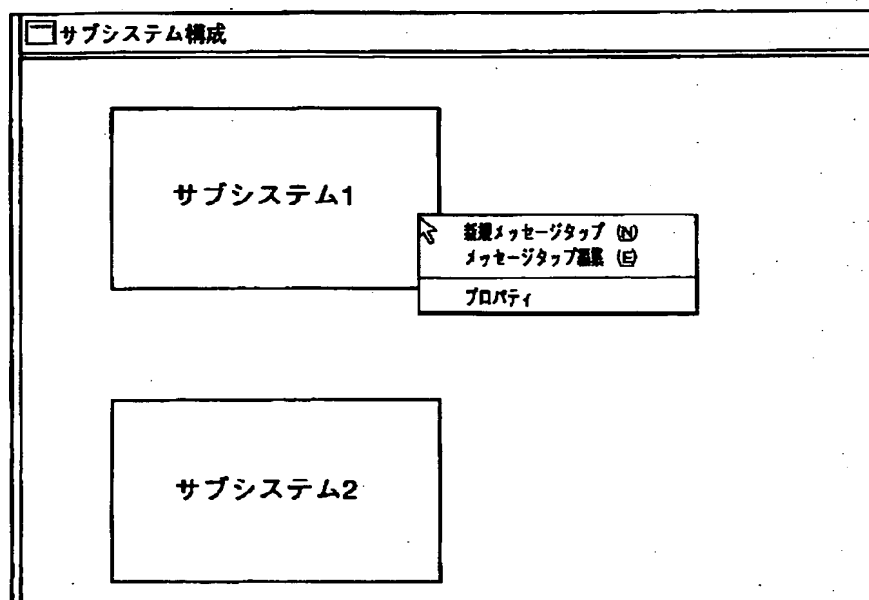 サブシステム構成
サブシステム1
新規メッセージタップ (N)
メッセージタップ編集 (E)
プロパティ
サブシステム2